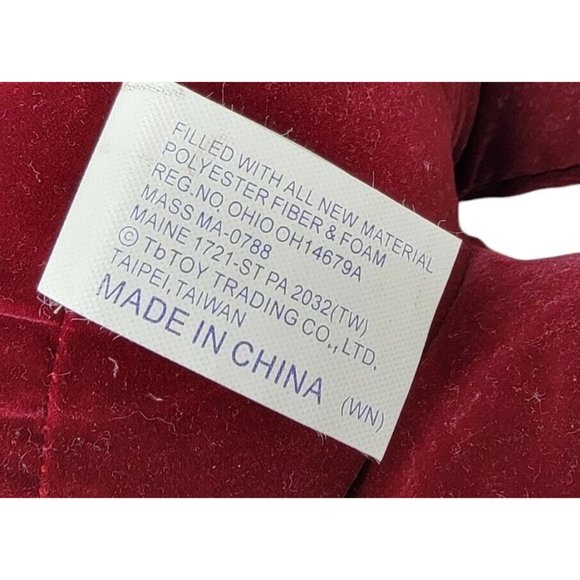 FILLED WITH ALL NEW MATERIAL
POLYESTER FIBER & FOAM
REG.NO. OHIO OH14679A
MASS MA-0788
MAINE 1721-ST PA 2032(TW)
© TbTOY TRADING CO.,LTD.
TAIPEI,TAIWAN
MADE IN CHINA
(WN)